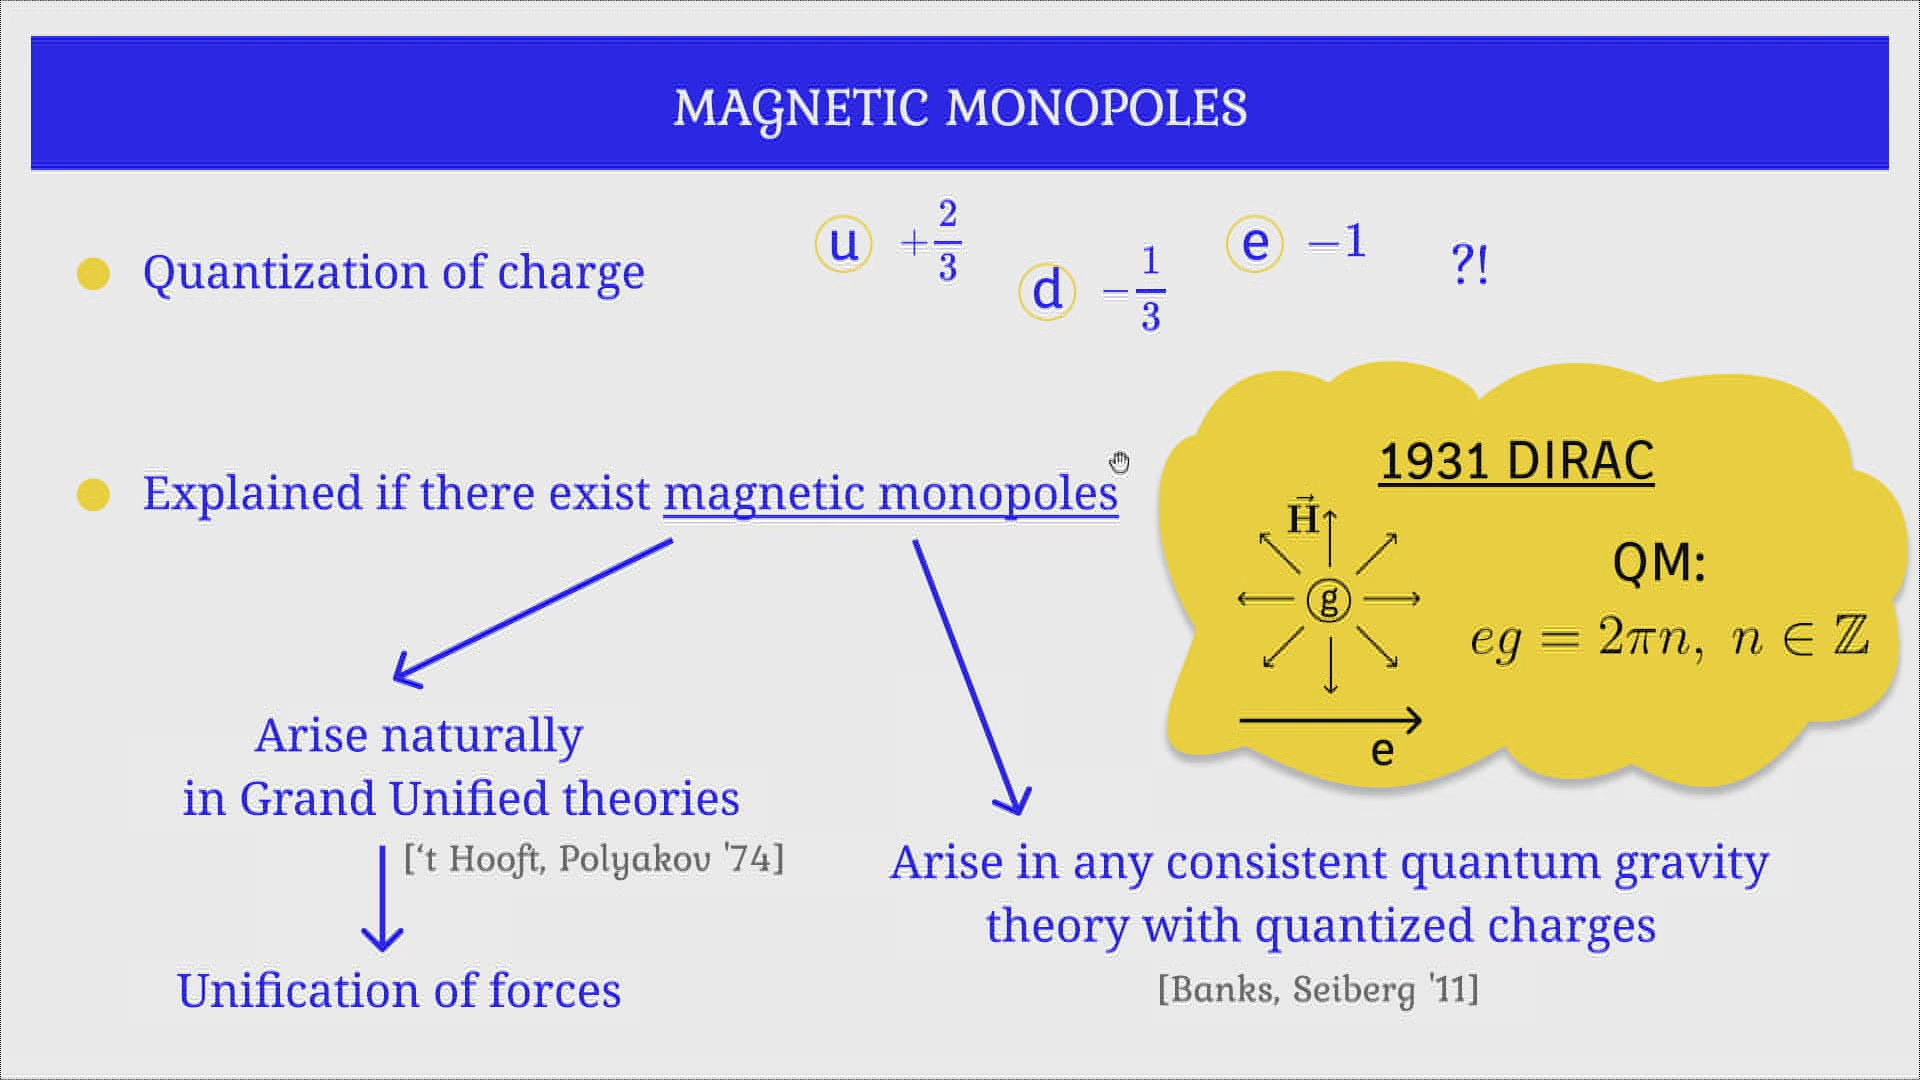 MAGNETIC MONOPOLES
Quantization of charge
u +2/3
d −1/3
e −1
?!
Explained if there exist magnetic monopoles
1931 DIRAC
H⃗
g
e
QM:
eg = 2πn, n ∈ ℤ
Arise naturally
in Grand Unified theories
[‘t Hooft, Polyakov '74]
Unification of forces
Arise in any consistent quantum gravity
theory with quantized charges
[Banks, Seiberg '11]